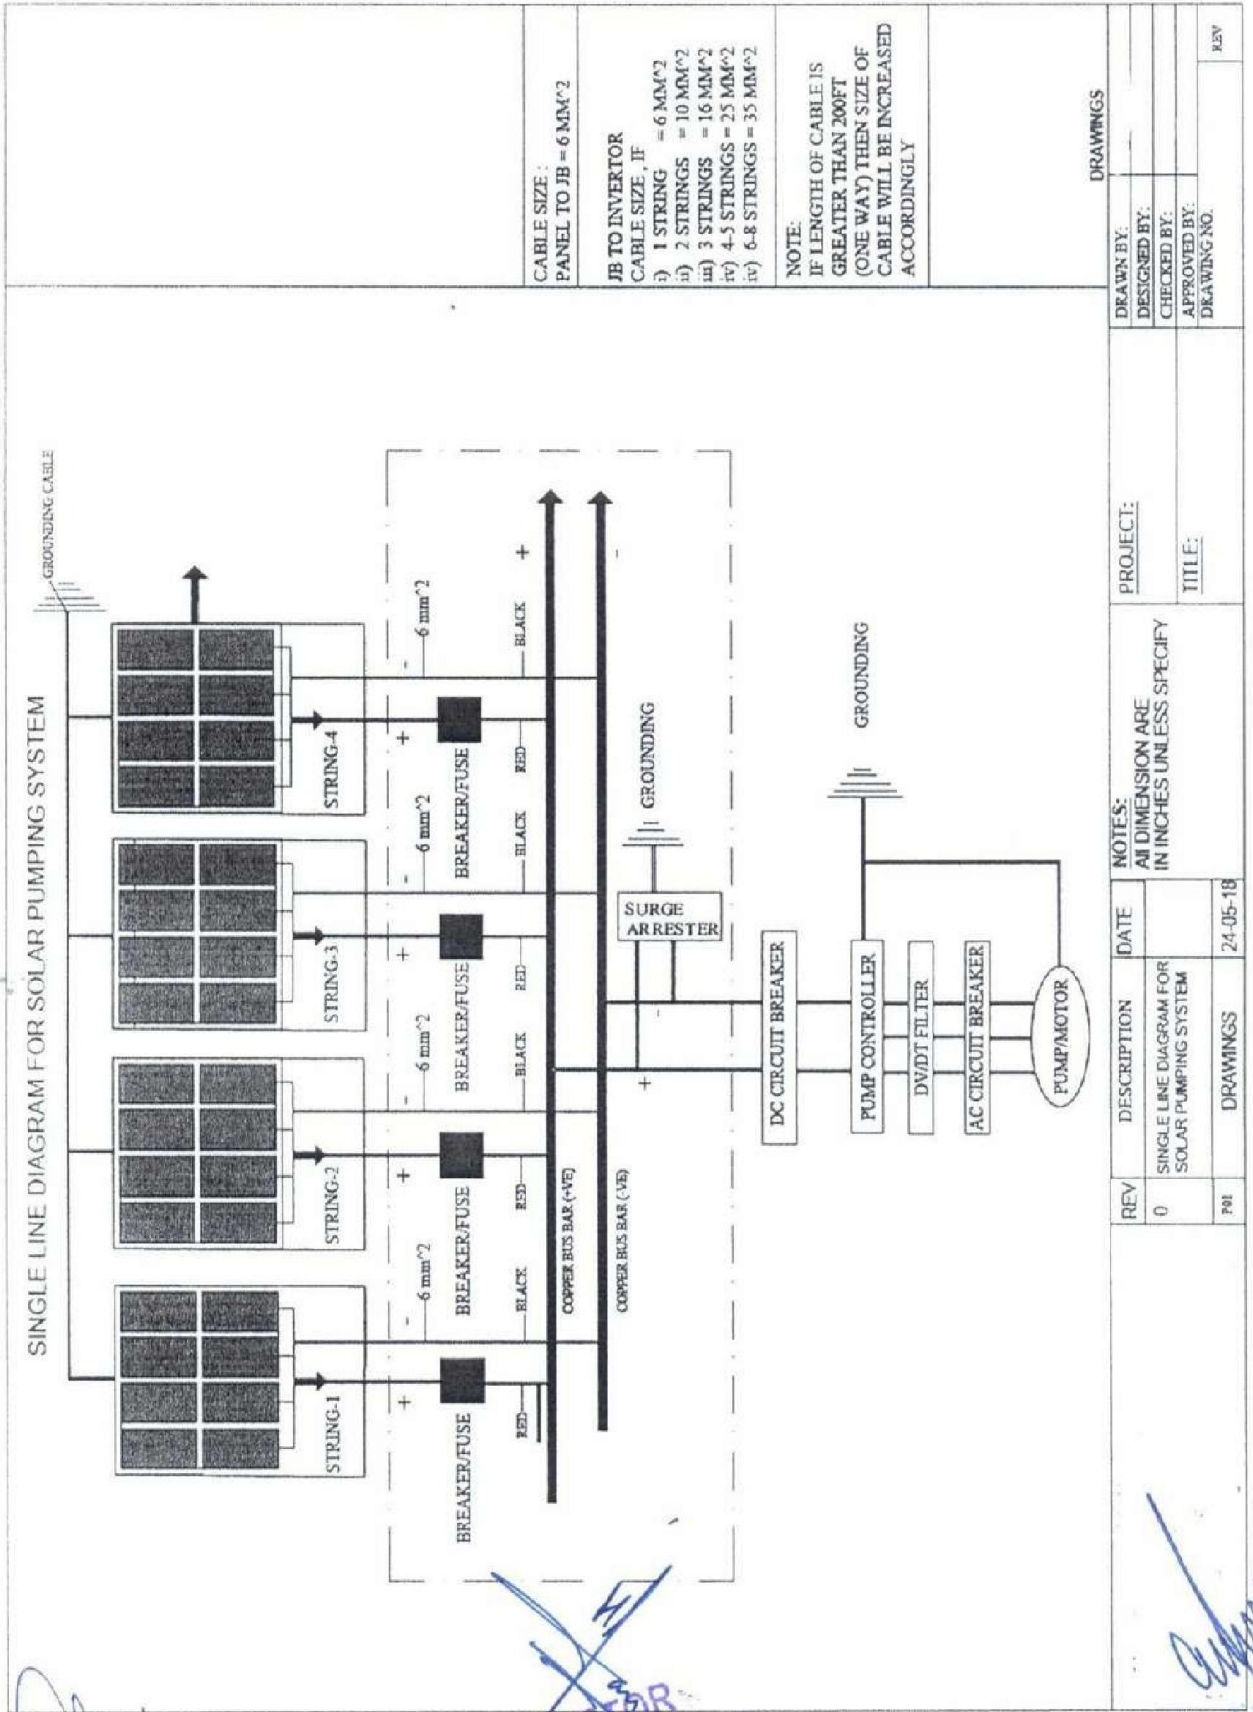 SINGLE LINE DIAGRAM FOR SOLAR PUMPING SYSTEM
GROUNDING CABLE
STRING-1
STRING-2
STRING-3
STRING-4
+
-
6 mm^2
+
-
6 mm^2
+
-
6 mm^2
+
-
6 mm^2
BREAKER/FUSE
BREAKER/FUSE
BREAKER/FUSE
BREAKER/FUSE
RED
BLACK
RED
BLACK
RED
BLACK
RED
BLACK
+
COPPER BUS BAR (+VE)
-
COPPER BUS BAR (-VE)
+
-
SURGE
ARRESTER
GROUNDING
DC CIRCUIT BREAKER
PUMP CONTROLLER
GROUNDING
DV/DT FILTER
AC CIRCUIT BREAKER
PUMP/MOTOR
CABLE SIZE :
PANEL TO JB = 6 MM^2
JB TO INVERTOR
CABLE SIZE, IF
i) 1 STRING = 6 MM^2
ii) 2 STRINGS = 10 MM^2
iii) 3 STRINGS = 16 MM^2
iv) 4-5 STRINGS = 25 MM^2
iv) 6-8 STRINGS = 35 MM^2
NOTE:
IF LENGTH OF CABLE IS
GREATER THAN 200FT
(ONE WAY) THEN SIZE OF
CABLE WILL BE INCREASED
ACCORDINGLY
REV DESCRIPTION DATE
0 SINGLE LINE DIAGRAM FOR
SOLAR PUMPING SYSTEM
P01 DRAWINGS 24-05-18
NOTES:
All DIMENSION ARE
IN INCHES UNLESS SPECIFY
PROJECT:
TITLE:
DRAWINGS
DRAWN BY:
DESIGNED BY:
CHECKED BY:
APPROVED BY:
DRAWING NO.
REV